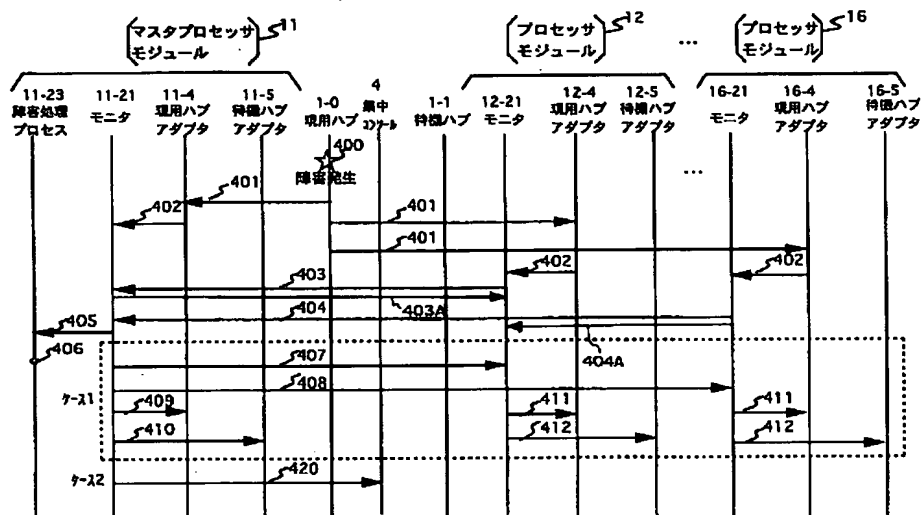 マスタプロセッサ
モジュール
11
プロセッサ
モジュール
12
...
プロセッサ
モジュール
16
11-23
障害処理
プロセス
11-21
モニタ
11-4
現用ハブ
アダプタ
11-5
待機ハブ
アダプタ
1-0
現用ハブ
4
集中
コンソール
1-1
待機ハブ
12-21
モニタ
12-4
現用ハブ
アダプタ
12-5
待機ハブ
アダプタ
16-21
モニタ
16-4
現用ハブ
アダプタ
16-5
待機ハブ
アダプタ
400
障害発生
...
401
402
401
401
402
402
403
403A
404
404A
405
406
407
408
ケース1
409
411
411
410
412
412
420
ケース2